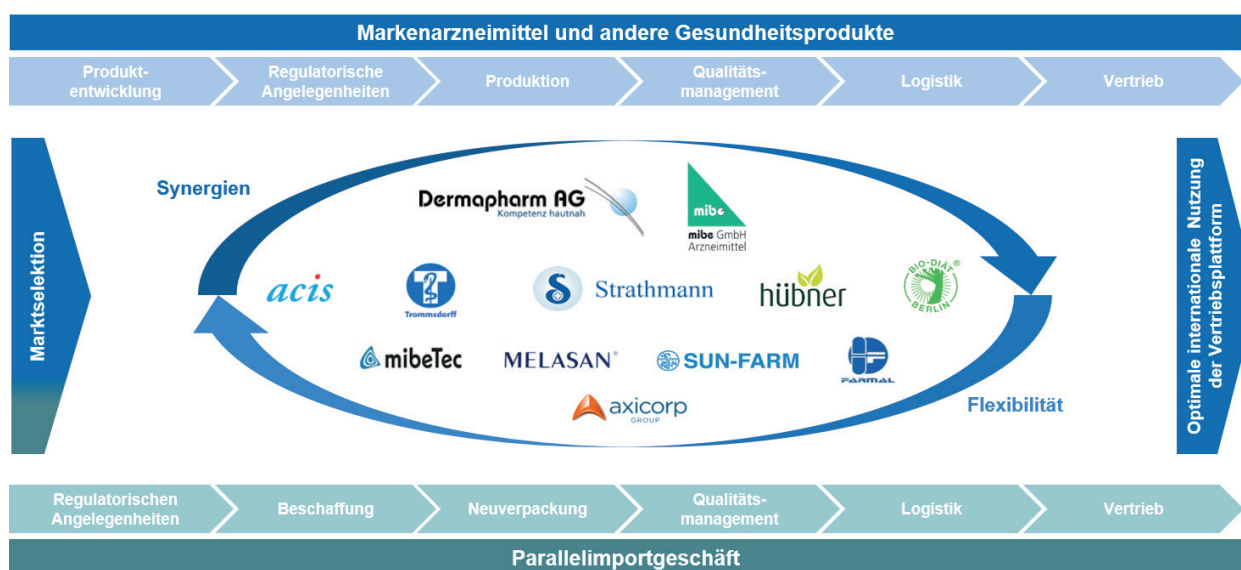 Markenarzneimittel und andere Gesundheitsprodukte
Produkt-
entwicklung
Regulatorische
Angelegenheiten
Produktion
Qualitäts-
management
Logistik
Vertrieb
Marktselektion
Synergien
Dermapharm AG
Kompetenz hautnah
mibe
mibe GmbH
Arzneimittel
acis
Trommsdorff
Strathmann
hübner
BIO-DIÄT®
BERLIN
mibeTec
MELASAN®
SUN-FARM
FARMAL
axicorp
GROUP
Flexibilität
Optimale internationale Nutzung
der Vertriebsplattform
Regulatorischen
Angelegenheiten
Beschaffung
Neuverpackung
Qualitäts-
management
Logistik
Vertrieb
Parallelimportgeschäft